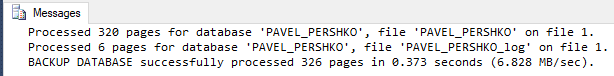 Messages
Processed 320 pages for database 'PAVEL_PERSHKO', file 'PAVEL_PERSHKO' on file 1.
Processed 6 pages for database 'PAVEL_PERSHKO', file 'PAVEL_PERSHKO_log' on file 1.
BACKUP DATABASE successfully processed 326 pages in 0.373 seconds (6.828 MB/sec).